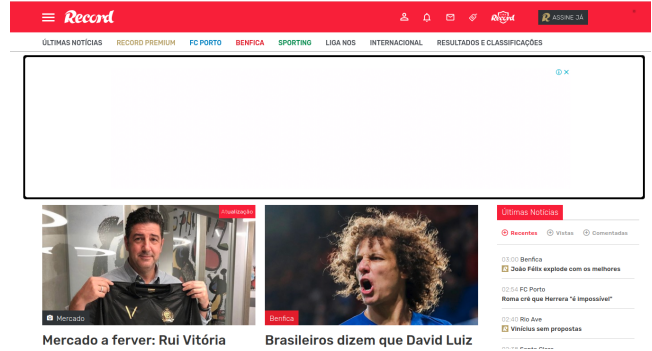 Record
Record
ASSINE JÁ
ÚLTIMAS NOTÍCIAS RECORD PREMIUM FC PORTO BENFICA SPORTING LIGA NOS INTERNACIONAL RESULTADOS E CLASSIFICAÇÕES
Atualização
Mercado
Mercado a ferver: Rui Vitória
Benfica
Brasileiros dizem que David Luiz
Últimas Notícias
Recentes Vistas Comentadas
03:00 Benfica
João Félix explode com os melhores
02:54 FC Porto
Roma crê que Herrera "é impossível"
02:40 Rio Ave
Vinícius sem propostas